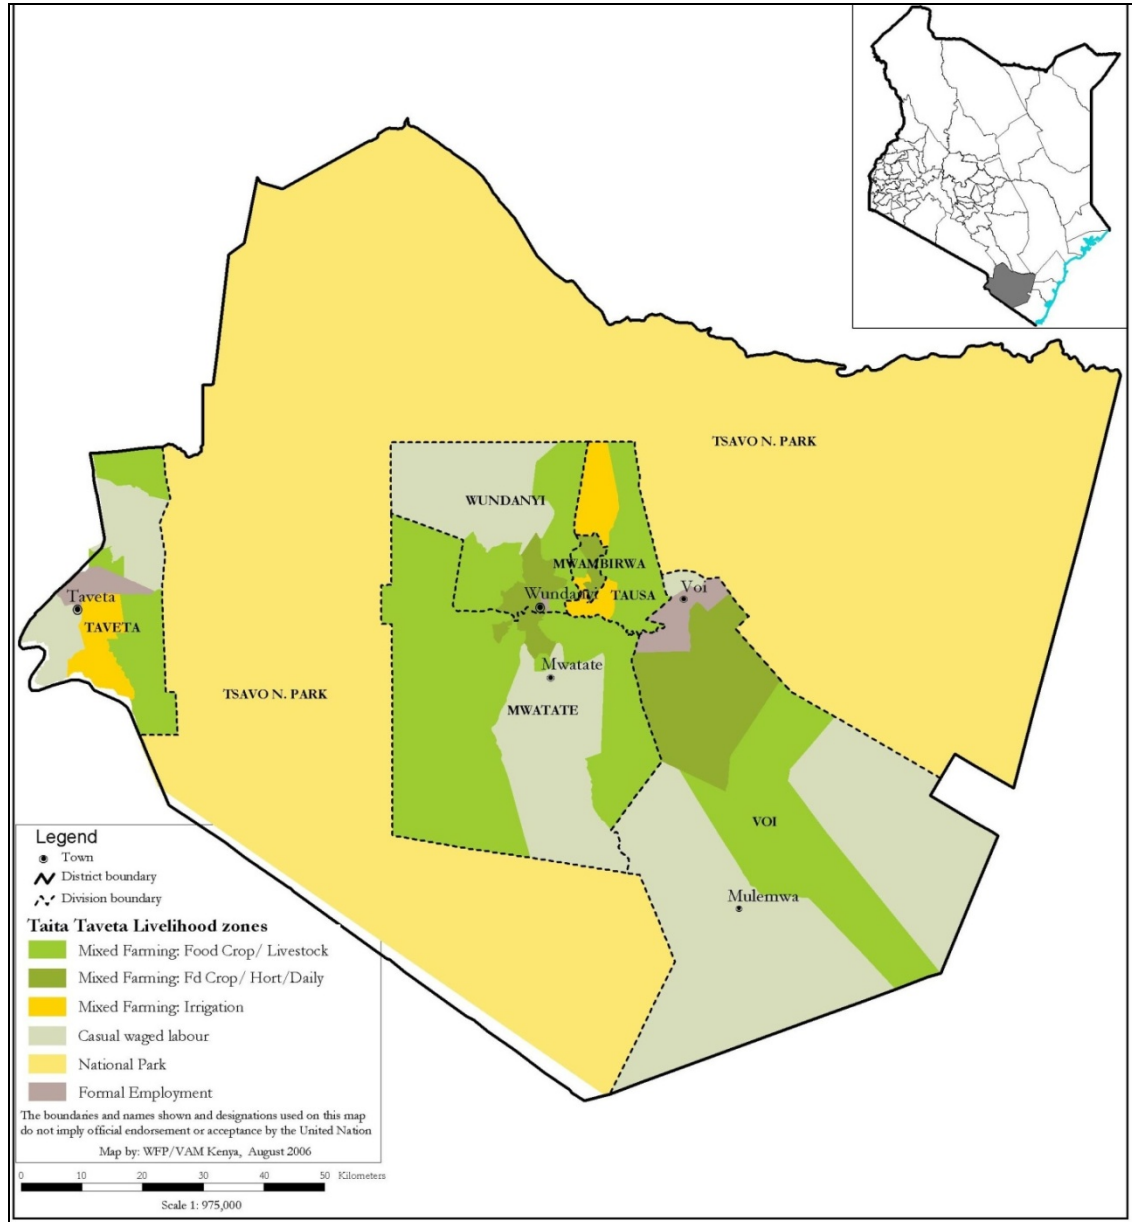 TSAVO N. PARK
WUNDANYI
MWAMBIRWA
Taveta
Wundanyi
TAUSA
Voi
TAVETA
Mwatate
TSAVO N. PARK
MWATATE
VOI
Mulemwa
Legend
Town
District boundary
Division boundary
Taita Taveta Livelihood zones
Mixed Farming: Food Crop/ Livestock
Mixed Farming: Fd Crop/ Hort/Daily
Mixed Farming: Irrigation
Casual waged labour
National Park
Formal Employment
The boundaries and names shown and designations used on this map
do not imply official endorsement or acceptance by the United Nation
Map by: WFP/VAM Kenya, August 2006
0 10 20 30 40 50 Kilometers
Scale 1: 975,000